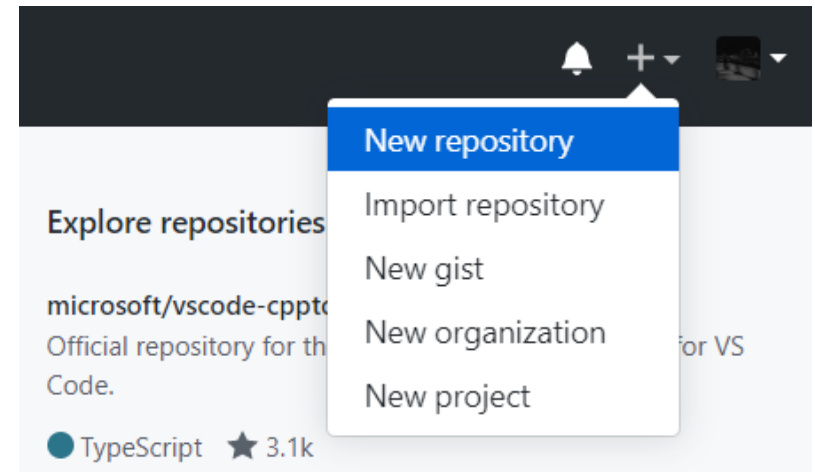 New repository
Import repository
New gist
New organization
New project
Explore repositories
microsoft/vscode-cppto
Official repository for th for VS
Code.
TypeScript 3.1k